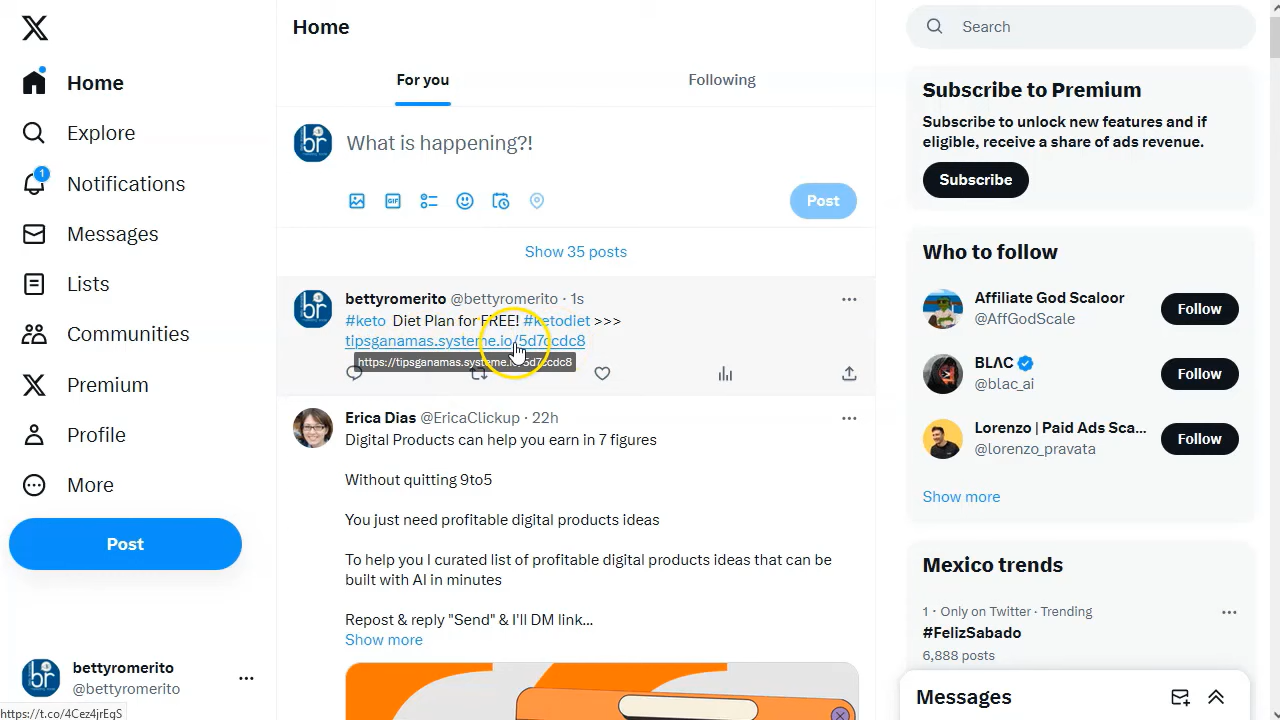 Home
Explore
1
Notifications
Messages
Lists
Communities
Premium
Profile
More
Post
bettyromerito
@bettyromerito
https://t.co/4Cez4jrEqS
Home
For you
Following
br
What is happening?!
GIF
Post
Show 35 posts
br
bettyromerito @bettyromerito · 1s
#keto Diet Plan for FREE! #ketodiet >>>
tipsganamas.systeme.io/5d7ccdc8
https://tipsganamas.systeme.io/5d7ccdc8
Erica Dias @EricaClickup · 22h
Digital Products can help you earn in 7 figures
Without quitting 9to5
You just need profitable digital products ideas
To help you I curated list of profitable digital products ideas that can be
built with AI in minutes
Repost & reply "Send" & I'll DM link...
Show more
Search
Subscribe to Premium
Subscribe to unlock new features and if
eligible, receive a share of ads revenue.
Subscribe
Who to follow
Affiliate God Scaloor
@AffGodScale
Follow
BLΛC
@blac_ai
Follow
Lorenzo | Paid Ads Sca...
@lorenzo_pravata
Follow
Show more
Mexico trends
1 · Only on Twitter · Trending
#FelizSabado
6,888 posts
Messages
br